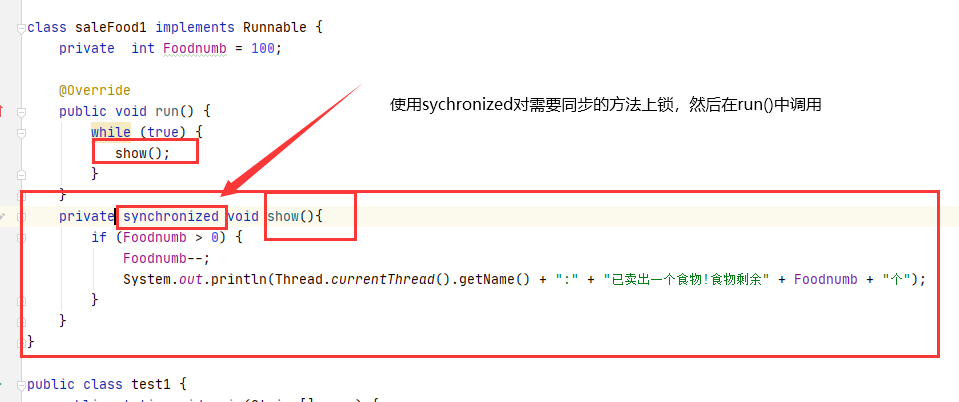 class saleFood1 implements Runnable {
private  int Foodnumb = 100;
@Override
public void run() {
使用sychronized对需要同步的方法上锁，然后在run()中调用
while (true) {
show();
}
}
private synchronized void show(){
if (Foodnumb > 0) {
Foodnumb--;
System.out.println(Thread.currentThread().getName() + ":" + "已卖出一个食物!食物剩余" + Foodnumb + "个");
}
}
}
public class test1 {